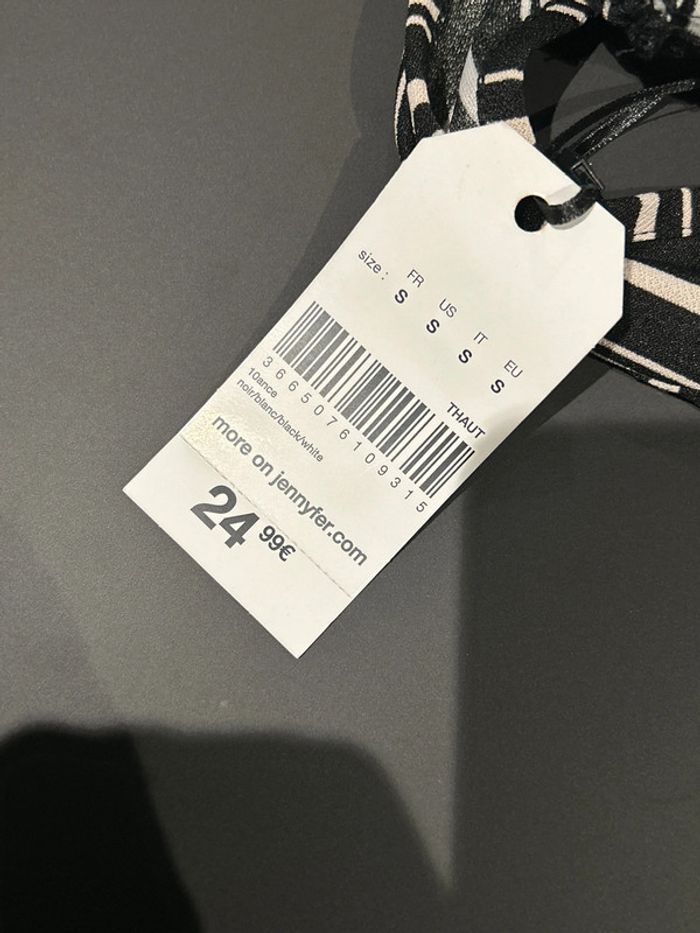 size : FR US IT EU
S S S S
THAUT
3665076109315
10ance
noir/blanc/black/white
more on jennyfer.com
24 99€